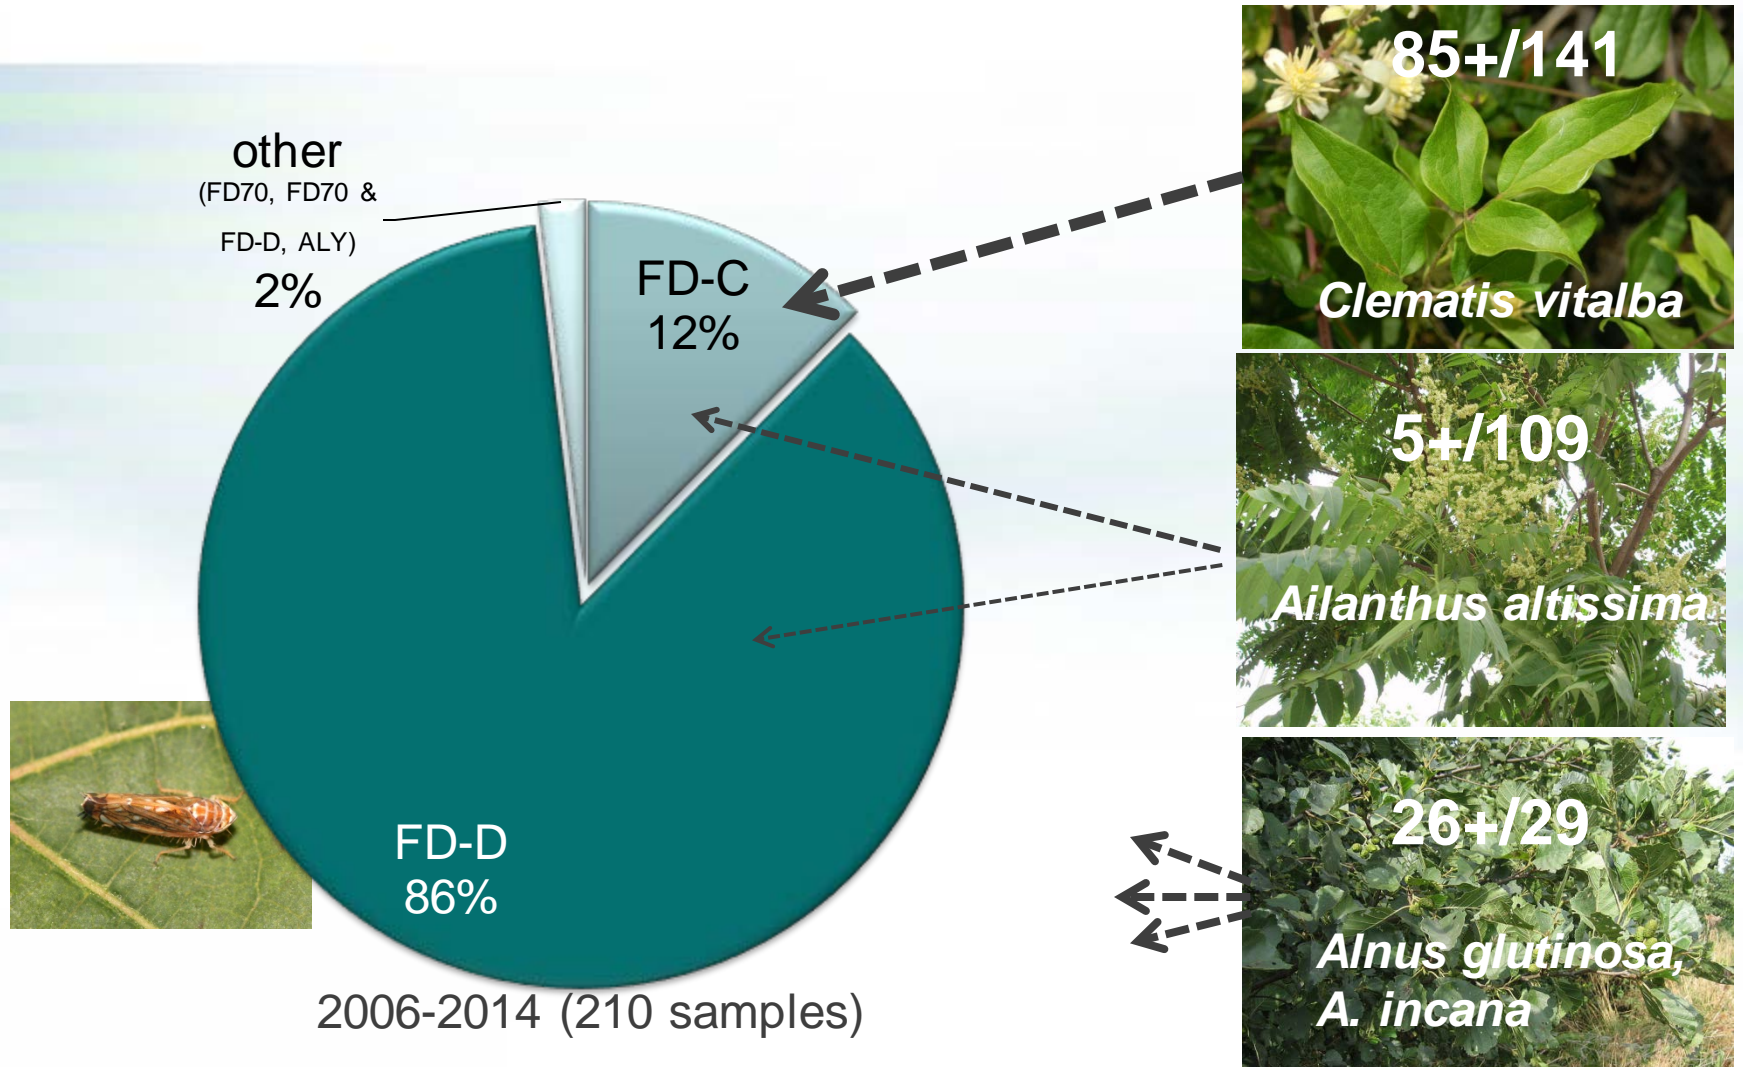 other
(FD70, FD70 &
FD-D, ALY)
2%
FD-C
12%
FD-D
86%
2006-2014 (210 samples)
85+/141
Clematis vitalba
5+/109
Ailanthus altissima
26+/29
Alnus glutinosa,
A. incana